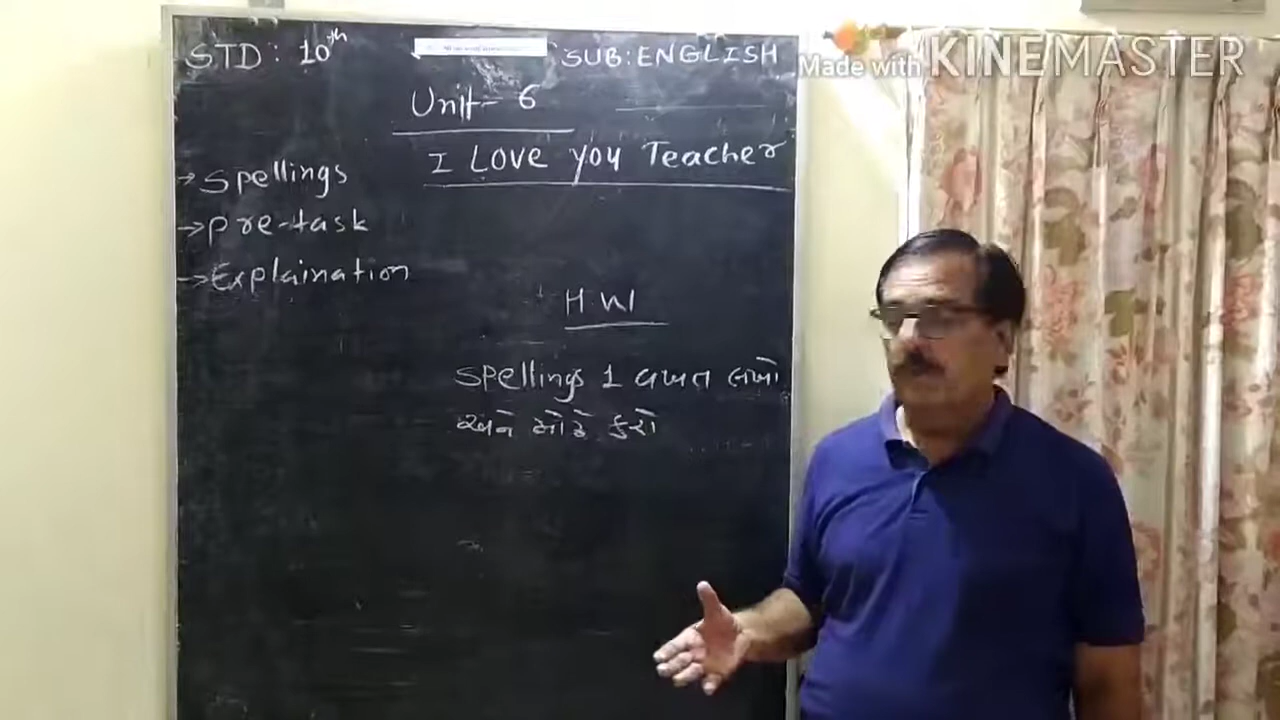 STD : 10th
SUB : ENGLISH
Made with KINEMASTER
Unit - 6
I Love you Teacher
→ Spellings
→ Pre-task
→ Explaination
H.W
Spellings 1 વખત લખો
અને મોઢે કરો